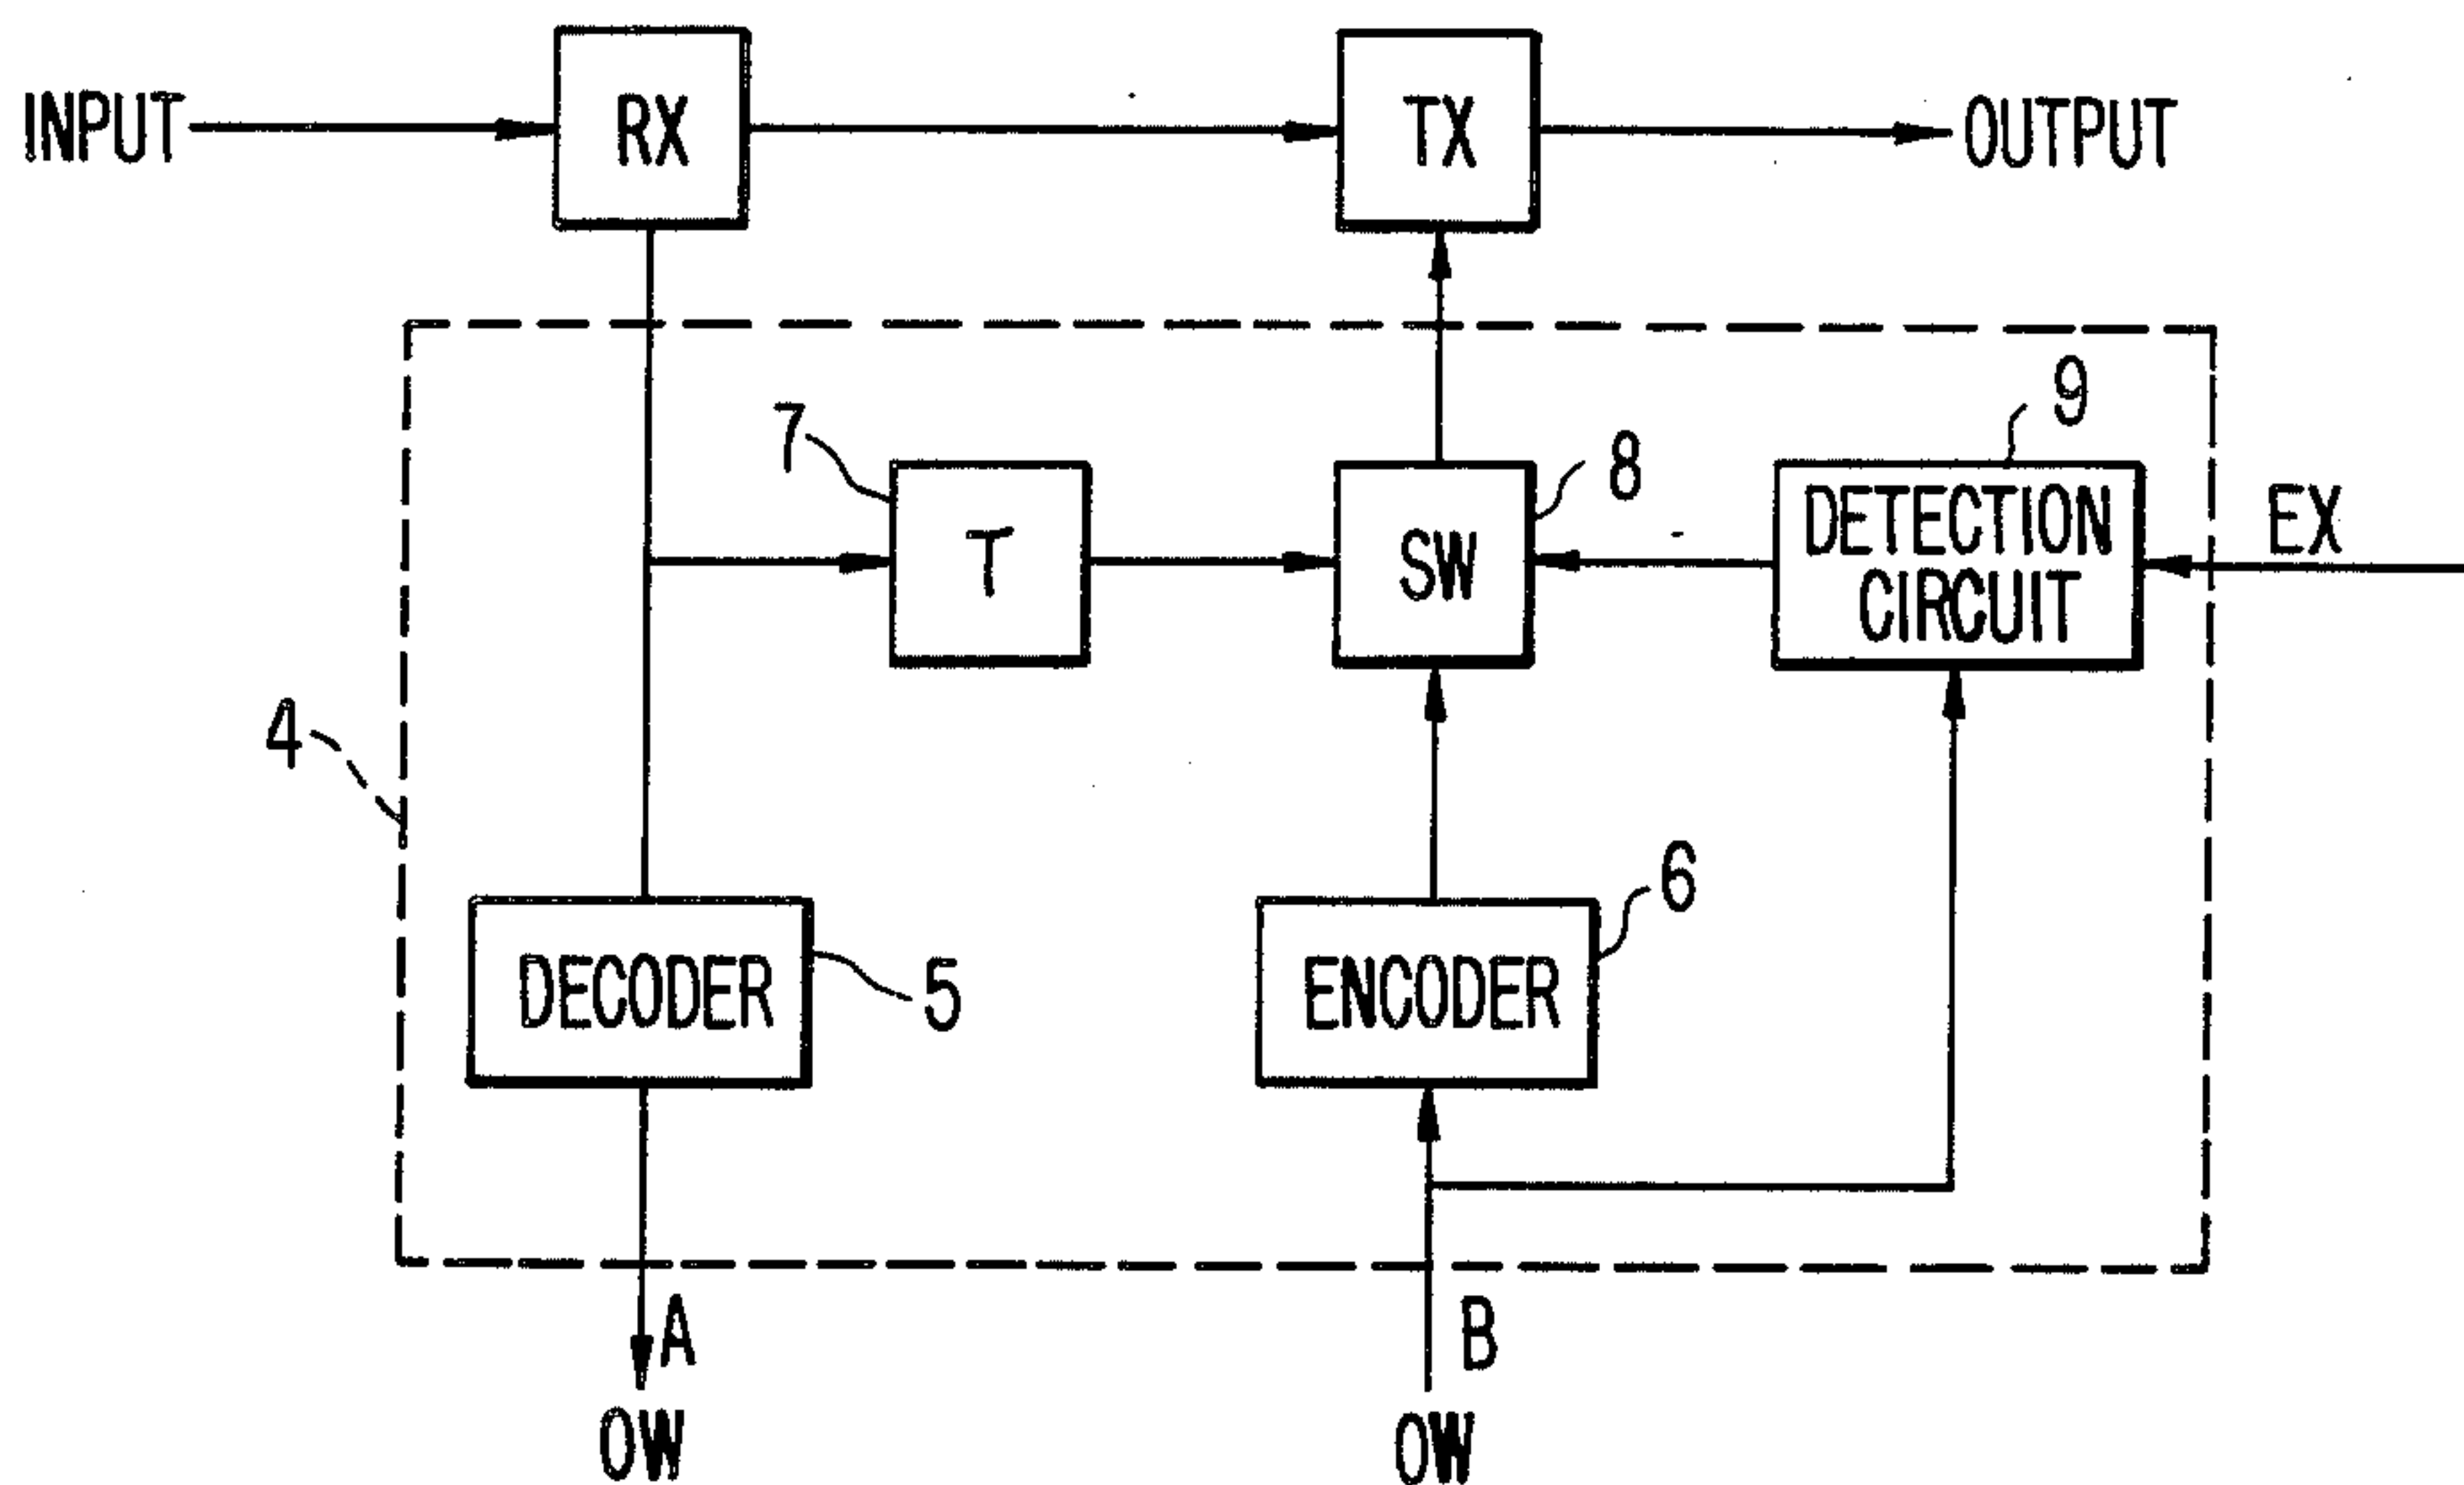 INPUT
RX
TX
OUTPUT
7
T
8
SW
9
DETECTION
CIRCUIT
EX
4
DECODER
5
ENCODER
6
A
OW
B
OW